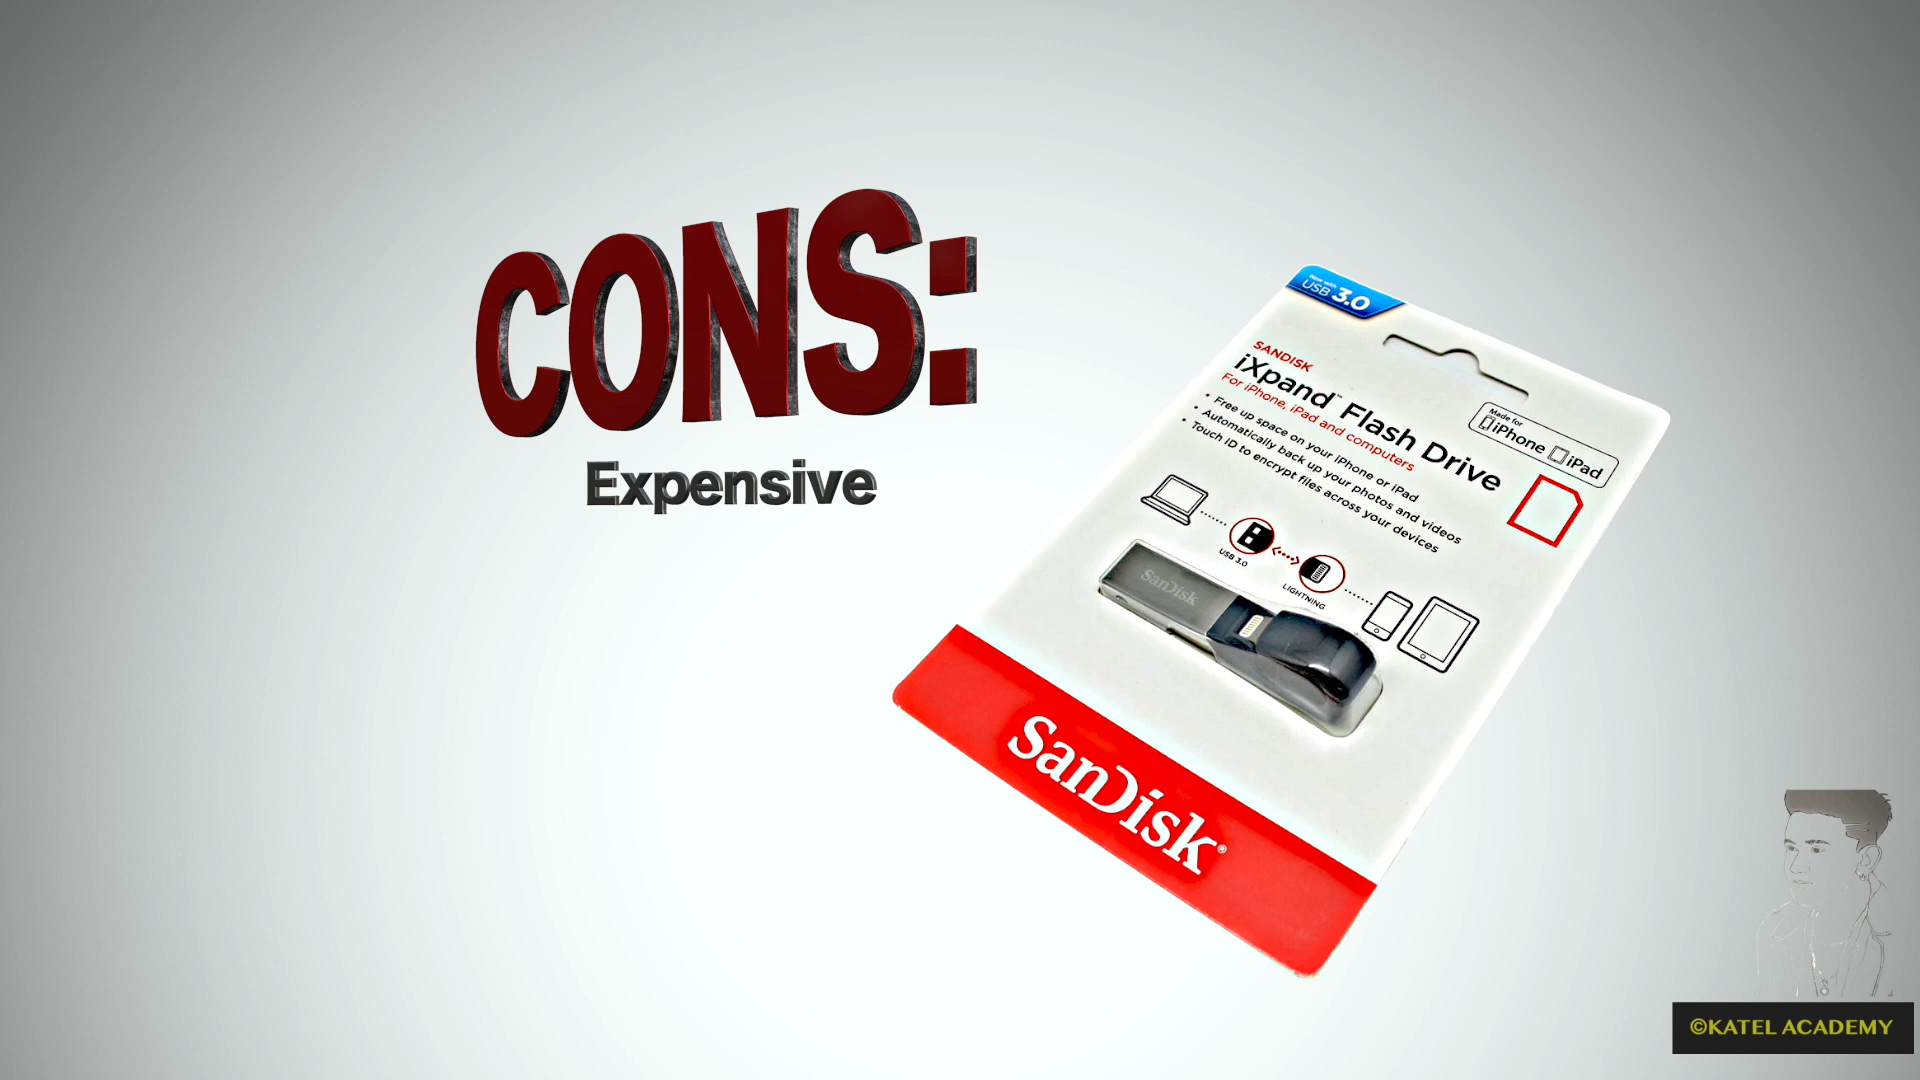 CONS:
Expensive
Now with
USB 3.0
SANDISK
iXpand™ Flash Drive
For iPhone, iPad and computers
• Free up space on your iPhone or iPad
• Automatically back up your photos and videos
• Touch ID to encrypt files across your devices
Made for
iPhone iPad
USB 3.0
LIGHTNING
SanDisk
SanDisk®
©KATEL ACADEMY